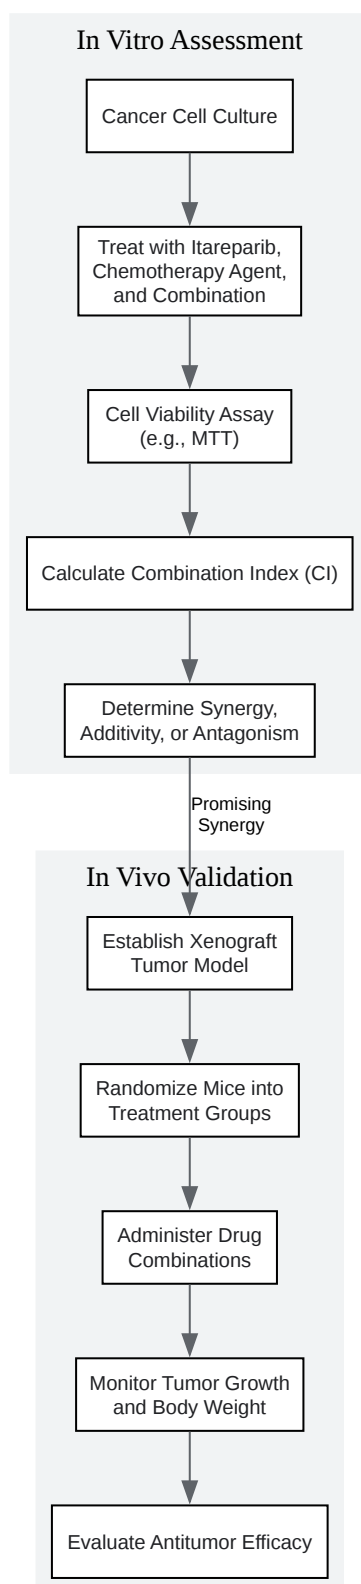 In Vitro Assessment
Cancer Cell Culture
Treat with Itareparib,
Chemotherapy Agent,
and Combination
Cell Viability Assay
(e.g., MTT)
Calculate Combination Index (CI)
Determine Synergy,
Additivity, or Antagonism
Promising
Synergy
In Vivo Validation
Establish Xenograft
Tumor Model
Randomize Mice into
Treatment Groups
Administer Drug
Combinations
Monitor Tumor Growth
and Body Weight
Evaluate Antitumor Efficacy